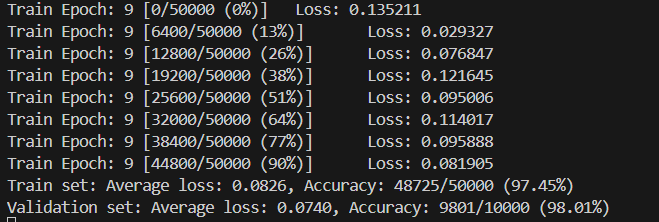 Train Epoch: 9 [0/50000 (0%)]	Loss: 0.135211
Train Epoch: 9 [6400/50000 (13%)]	Loss: 0.029327
Train Epoch: 9 [12800/50000 (26%)]	Loss: 0.076847
Train Epoch: 9 [19200/50000 (38%)]	Loss: 0.121645
Train Epoch: 9 [25600/50000 (51%)]	Loss: 0.095006
Train Epoch: 9 [32000/50000 (64%)]	Loss: 0.114017
Train Epoch: 9 [38400/50000 (77%)]	Loss: 0.095888
Train Epoch: 9 [44800/50000 (90%)]	Loss: 0.081905
Train set: Average loss: 0.0826, Accuracy: 48725/50000 (97.45%)
Validation set: Average loss: 0.0740, Accuracy: 9801/10000 (98.01%)